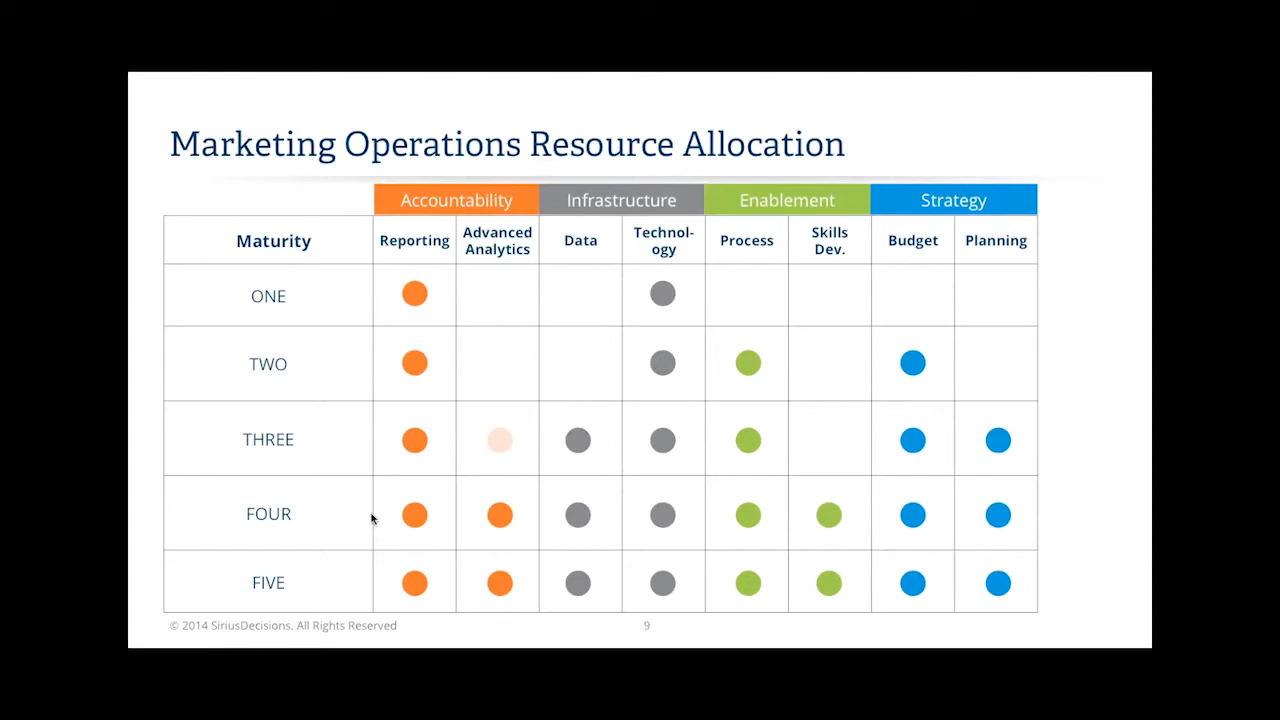 Marketing Operations Resource Allocation
Accountability Infrastructure Enablement Strategy
Maturity Reporting Advanced Analytics Data Technol-ogy Process Skills Dev. Budget Planning
ONE
TWO
THREE
FOUR
FIVE
© 2014 SiriusDecisions. All Rights Reserved 9